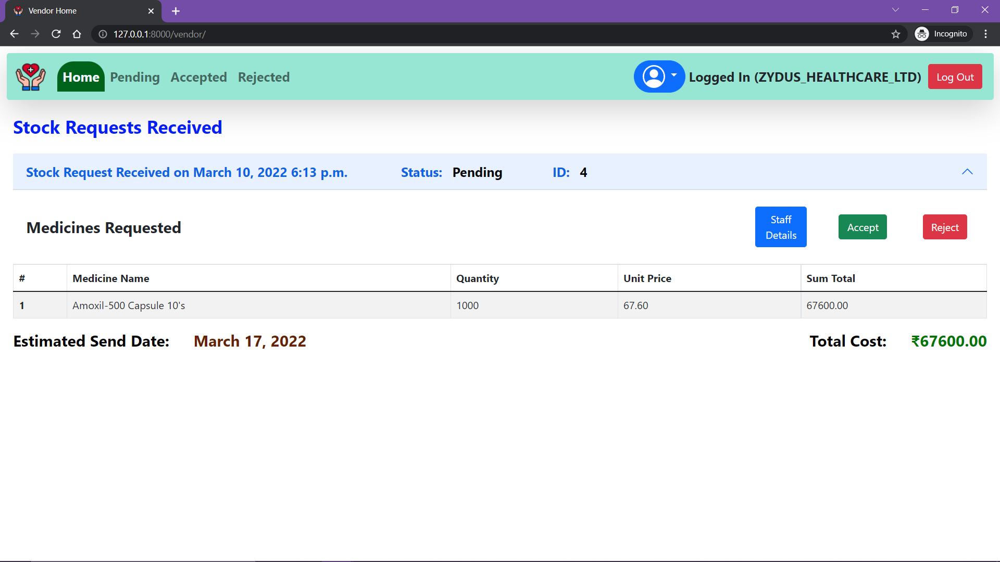 Vendor Home
127.0.0.1:8000/vendor/
Incognito
Home Pending Accepted Rejected Logged In (ZYDUS_HEALTHCARE_LTD) Log Out
Stock Requests Received
Stock Request Received on March 10, 2022 6:13 p.m. Status: Pending ID: 4
Medicines Requested
Staff
Details
Accept
Reject
# Medicine Name Quantity Unit Price Sum Total
1 Amoxil-500 Capsule 10's 1000 67.60 67600.00
Estimated Send Date: March 17, 2022 Total Cost: ₹67600.00